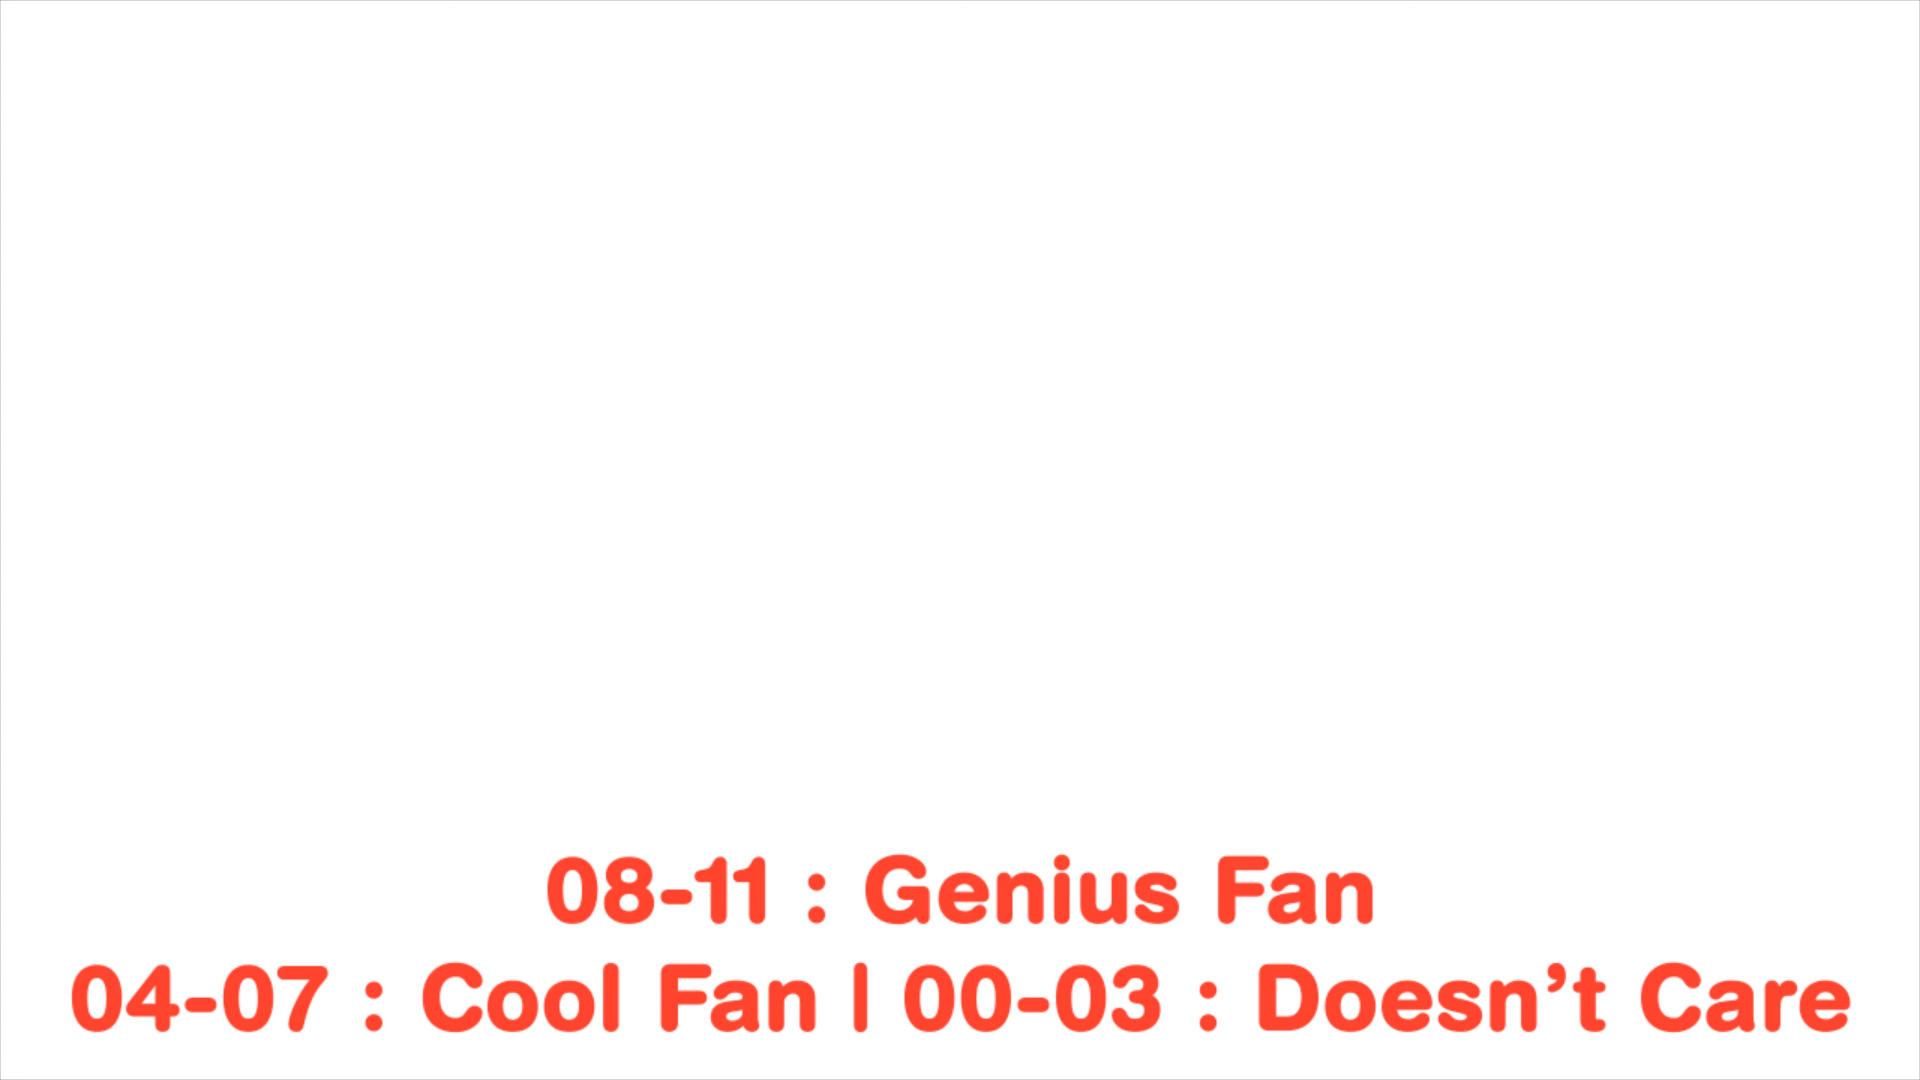 08-11 : Genius Fan
04-07 : Cool Fan | 00-03 : Doesn’t Care